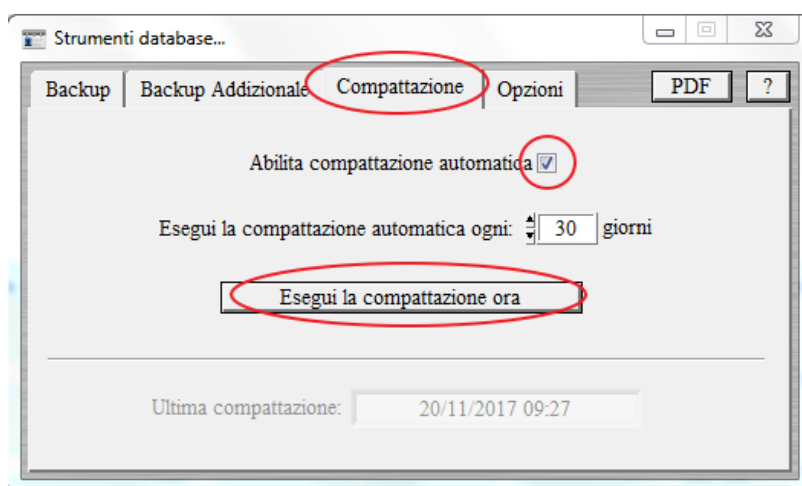 Strumenti database...
Backup Backup Addizionale Compattazione Opzioni PDF ?
Abilita compattazione automatica
Esegui la compattazione automatica ogni: 30 giorni
Esegui la compattazione ora
Ultima compattazione: 20/11/2017 09:27